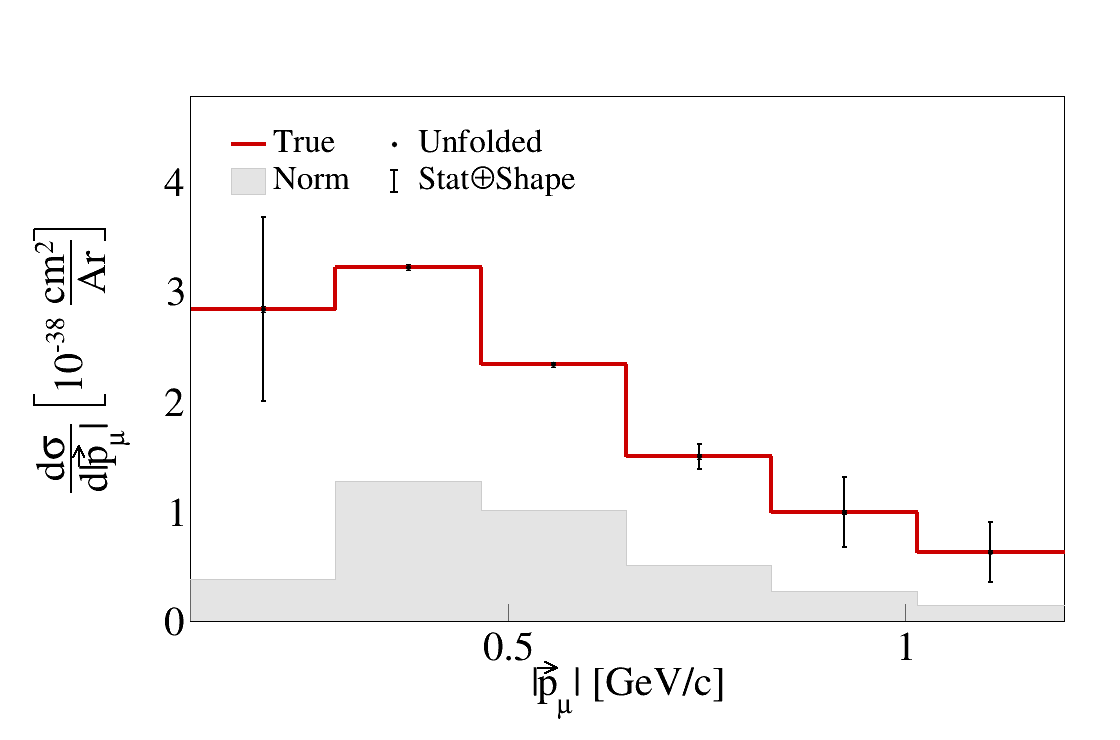 True
Unfolded
Norm
Stat⊕Shape
4
3
2
1
0
0.5
1
|p⃗μ| [GeV/c]
dσ/d|p⃗μ| [10⁻³⁸ cm²/Ar]